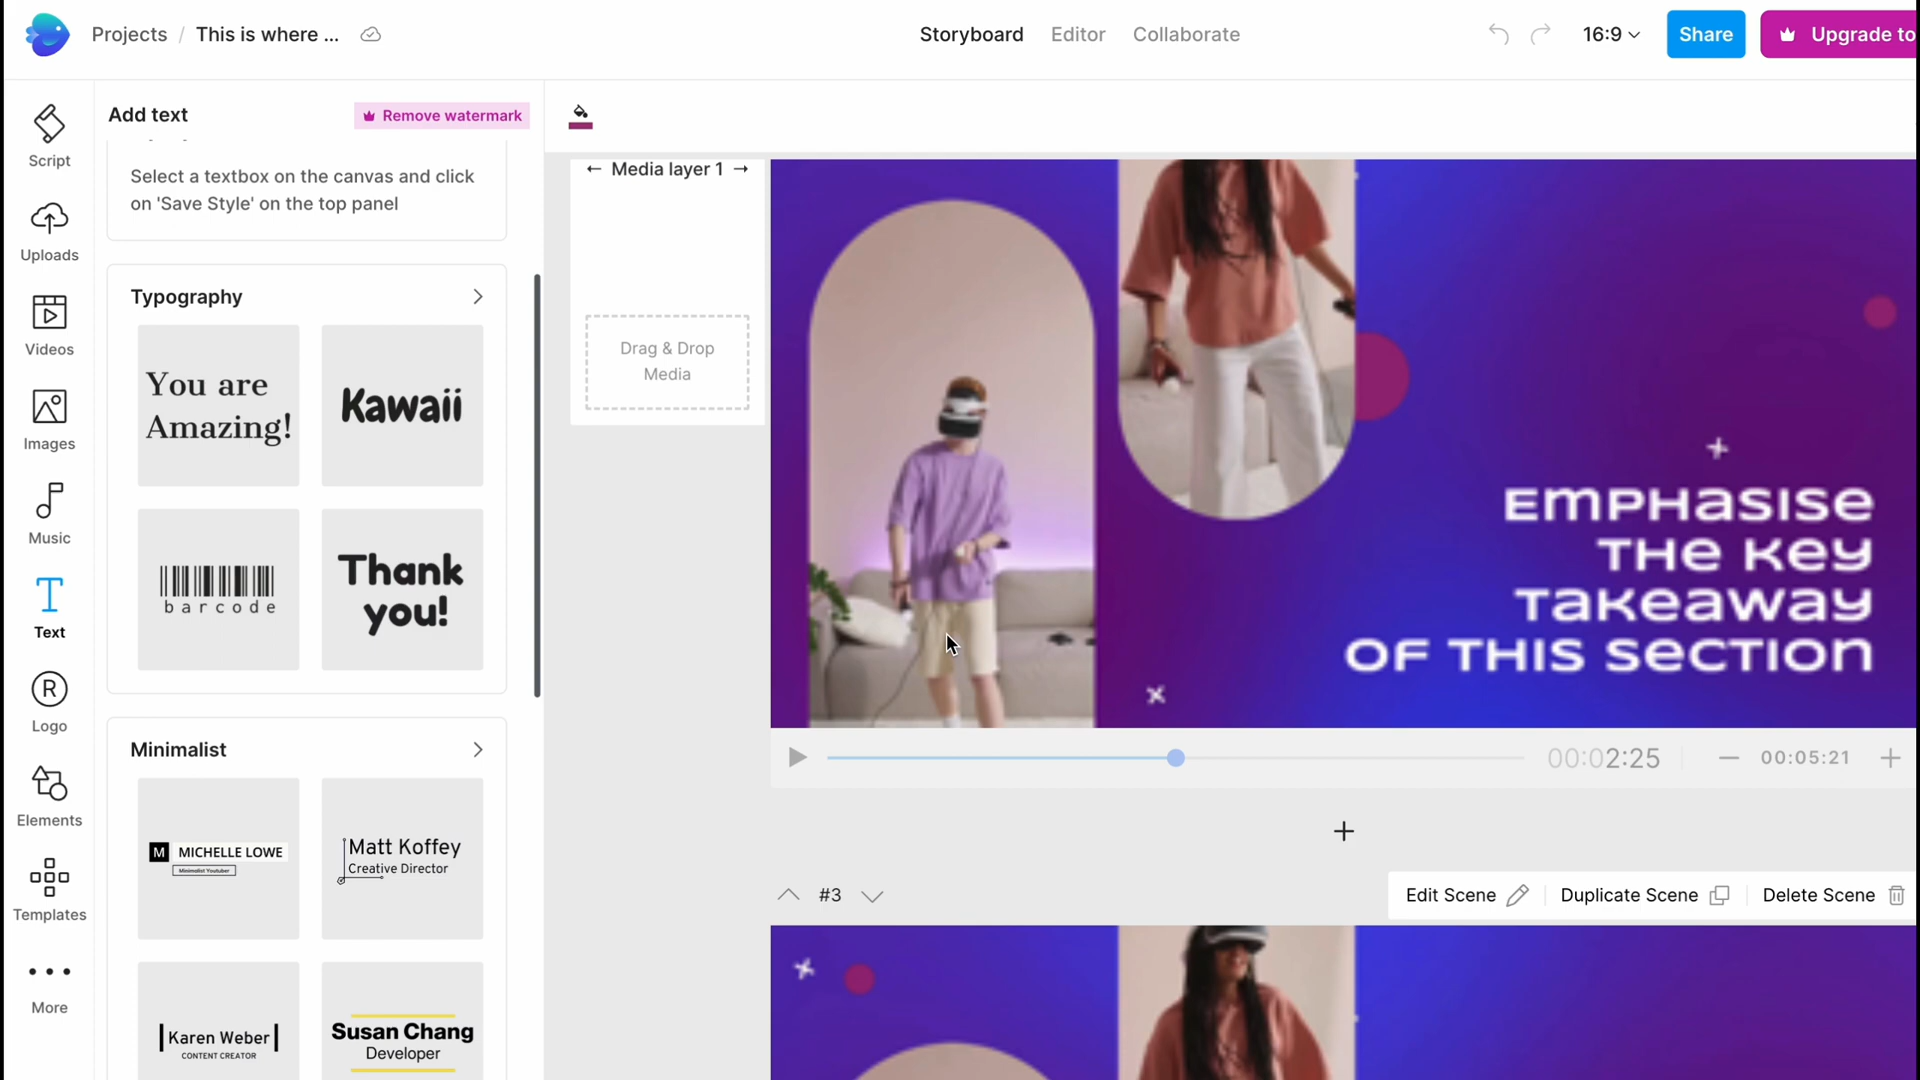 Projects / This is where ...
Storyboard
Editor
Collaborate
16:9
Share
Upgrade to
Script
Uploads
Videos
Images
Music
Text
Logo
Elements
Templates
More
Add text
Remove watermark
Select a textbox on the canvas and click
on 'Save Style' on the top panel
Typography
You are
Amazing!
Kawaii
barcode
Thank
you!
Minimalist
M MICHELLE LOWE
Minimalist Youtuber
Matt Koffey
Creative Director
Karen Weber
CONTENT CREATOR
Susan Chang
Developer
← Media layer 1 →
Drag & Drop
Media
EMPHASISE
THE KEY
TAKEAWAY
OF THIS SECTION
00:02:25
00:05:21
#3
Edit Scene
Duplicate Scene
Delete Scene